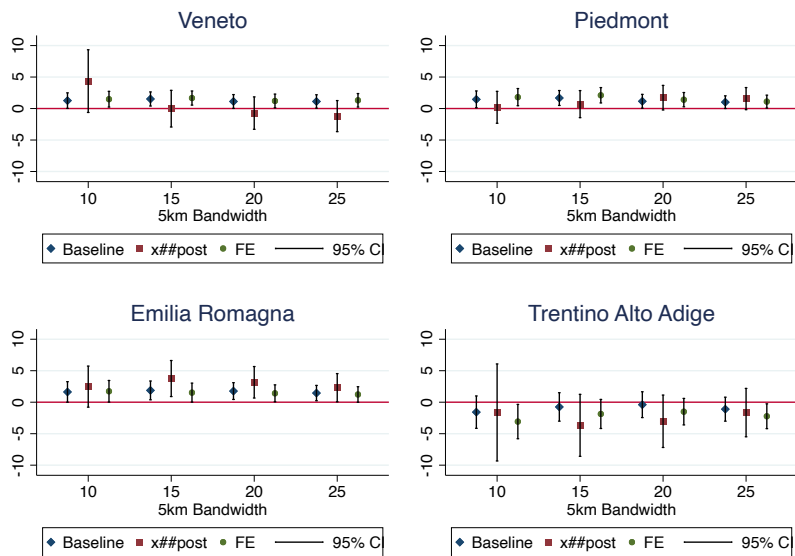 Veneto
10
5
0
-5
-10
10 15 20 25
5km Bandwidth
Baseline x##post FE 95% CI
Piedmont
10
5
0
-5
-10
10 15 20 25
5km Bandwidth
Baseline x##post FE 95% CI
Emilia Romagna
10
5
0
-5
-10
10 15 20 25
5km Bandwidth
Baseline x##post FE 95% CI
Trentino Alto Adige
10
5
0
-5
-10
10 15 20 25
5km Bandwidth
Baseline x##post FE 95% CI